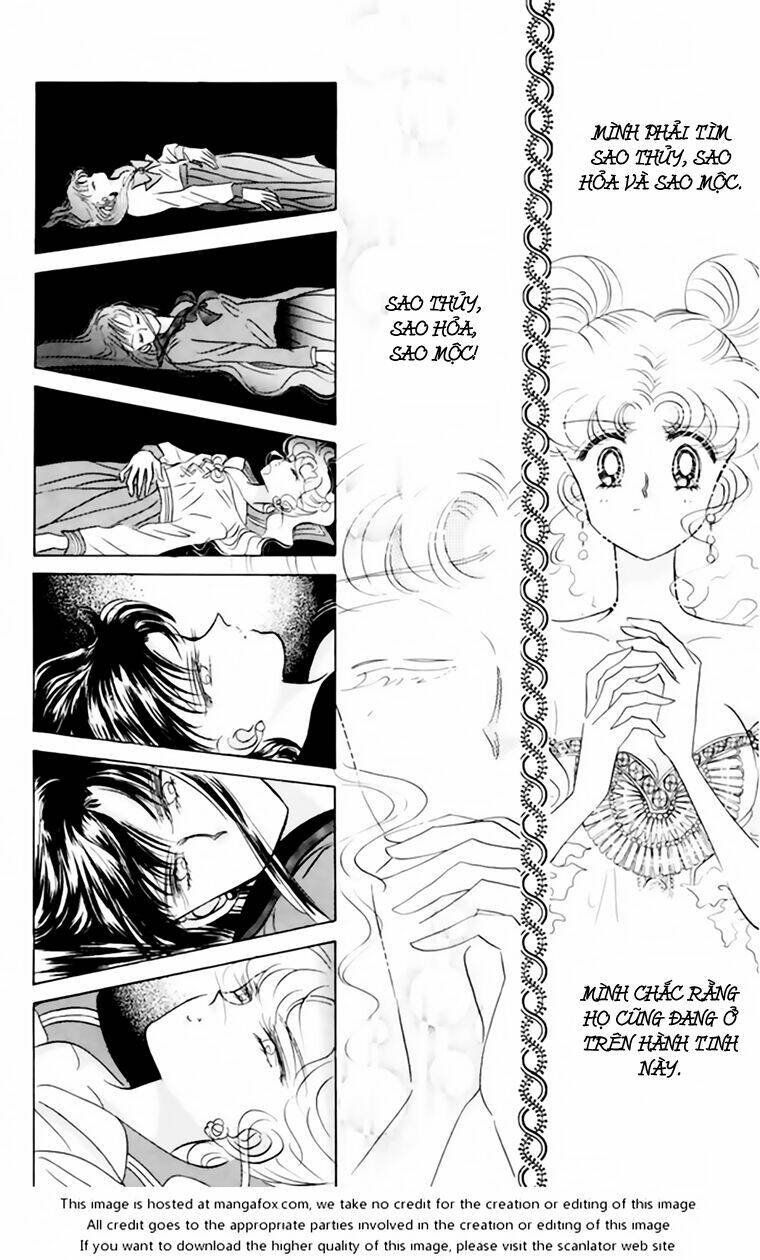 MÌNH PHẢI TÌM
SAO THỦY, SAO
HỎA VÀ SAO MỘC.
SAO THỦY,
SAO HỎA,
SAO MỘC!
MÌNH CHẮC RẰNG
HỌ CŨNG ĐANG Ở
TRÊN HÀNH TINH
NÀY.
This image is hosted at mangafox.com, we take no credit for the creation or editing of this image
All credit goes to the appropriate parties involved in the creation or editing of this image
If you want to download the higher quality of this image, please visit the scanlator web site